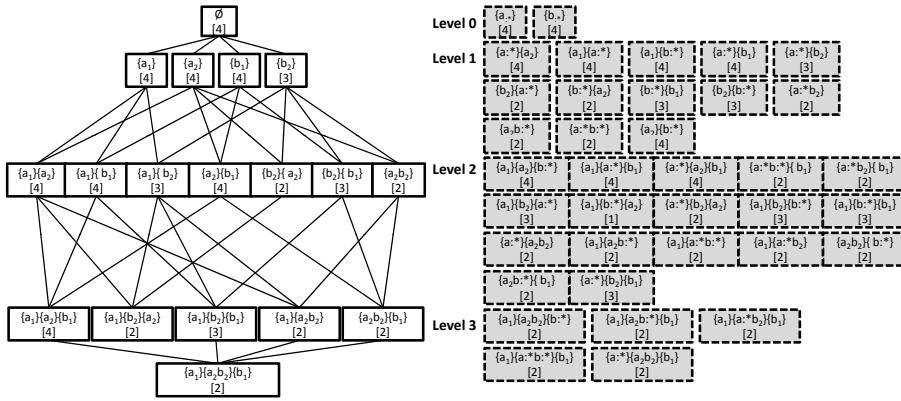 Ø
[4]
{a₁} {a₂} {b₁} {b₂}
[4] [4] [4] [3]
{a₁}{a₂} {a₁}{ b₁} {a₁}{ b₂} {a₂}{b₁} {b₂}{ a₂} {b₂}{ b₁} {a₂b₂}
[4] [4] [3] [4] [2] [3] [2]
{a₁}{a₂}{b₁} {a₁}{b₂}{a₂} {a₁}{b₂}{b₁} {a₁}{a₂b₂} {a₂b₂}{b₁}
[4] [2] [3] [2] [2]
{a₁}{a₂b₂}{b₁}
[2]
Level 0 {a:*} {b:*}
[4] [4]
Level 1 {a:*}{a₂} {a₁}{a:*} {a₁}{b:*} {a:*}{b₁} {a:*}{b₂}
[4] [4] [4] [4] [3]
{b₂}{a:*} {b:*}{a₂} {b:*}{b₁} {b₂}{b:*} {a:*b₂}
[2] [2] [3] [3] [2]
{a₂b:*} {a:*b:*} {a₂}{b:*}
[2] [2] [4]
Level 2 {a₁}{a₂}{b:*} {a₁}{a:*}{b₁} {a:*}{a₂}{b₁} {a:*b:*}{ b₁} {a:*b₂}{ b₁}
[4] [4] [4] [2] [2]
{a₁}{b₂}{a:*} {a₁}{b:*}{a₂} {a:*}{b₂}{a₂} {a₁}{b₂}{b:*} {a₁}{b:*}{b₁}
[3] [1] [2] [3] [3]
{a:*}{a₂b₂} {a₁}{a₂b:*} {a₁}{a:*b:*} {a₁}{a:*b₂} {a₂b₂}{ b:*}
[2] [2] [2] [2] [2]
{a₂b:*}{ b₁} {a:*}{b₂}{b₁}
[2] [3]
Level 3 {a₁}{a₂b₂}{b:*} {a₁}{a₂b:*}{b₁} {a₁}{a:*b₂}{b₁}
[2] [2] [2]
{a₁}{a:*b:*}{b₁} {a:*}{a₂b₂}{b₁}
[2] [2]